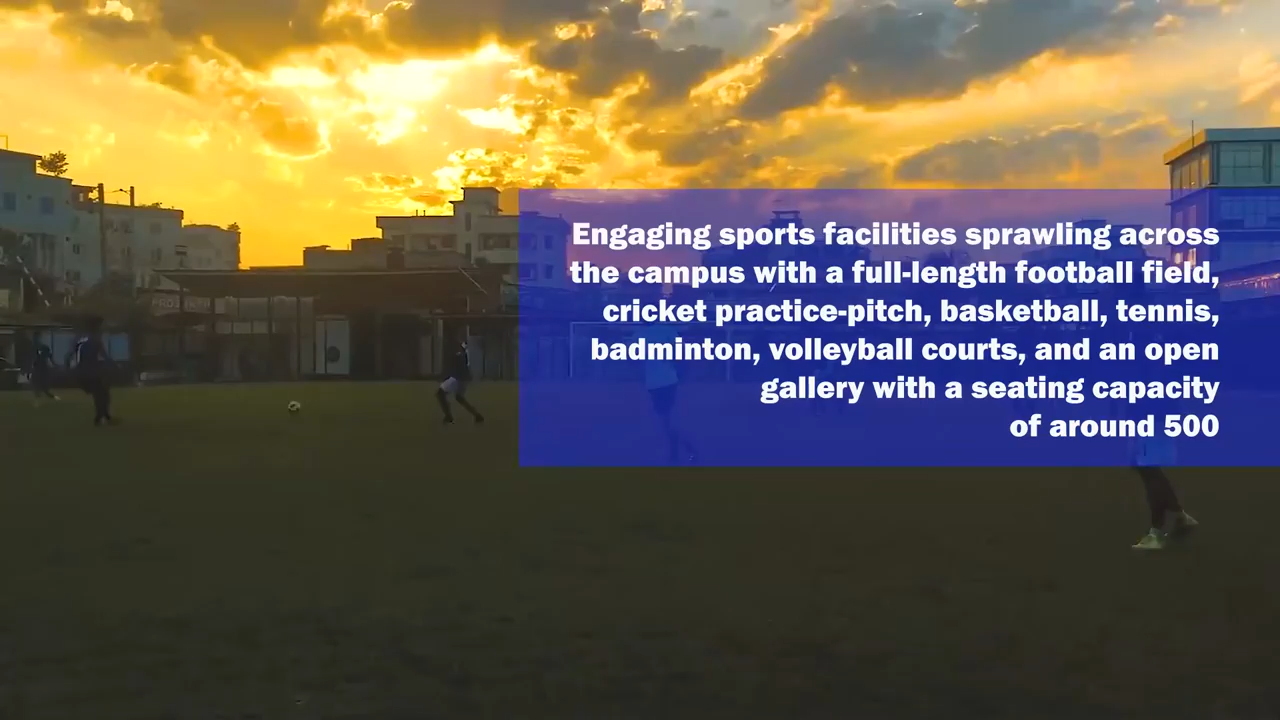 Engaging sports facilities sprawling across
the campus with a full-length football field,
cricket practice-pitch, basketball, tennis,
badminton, volleyball courts, and an open
gallery with a seating capacity
of around 500